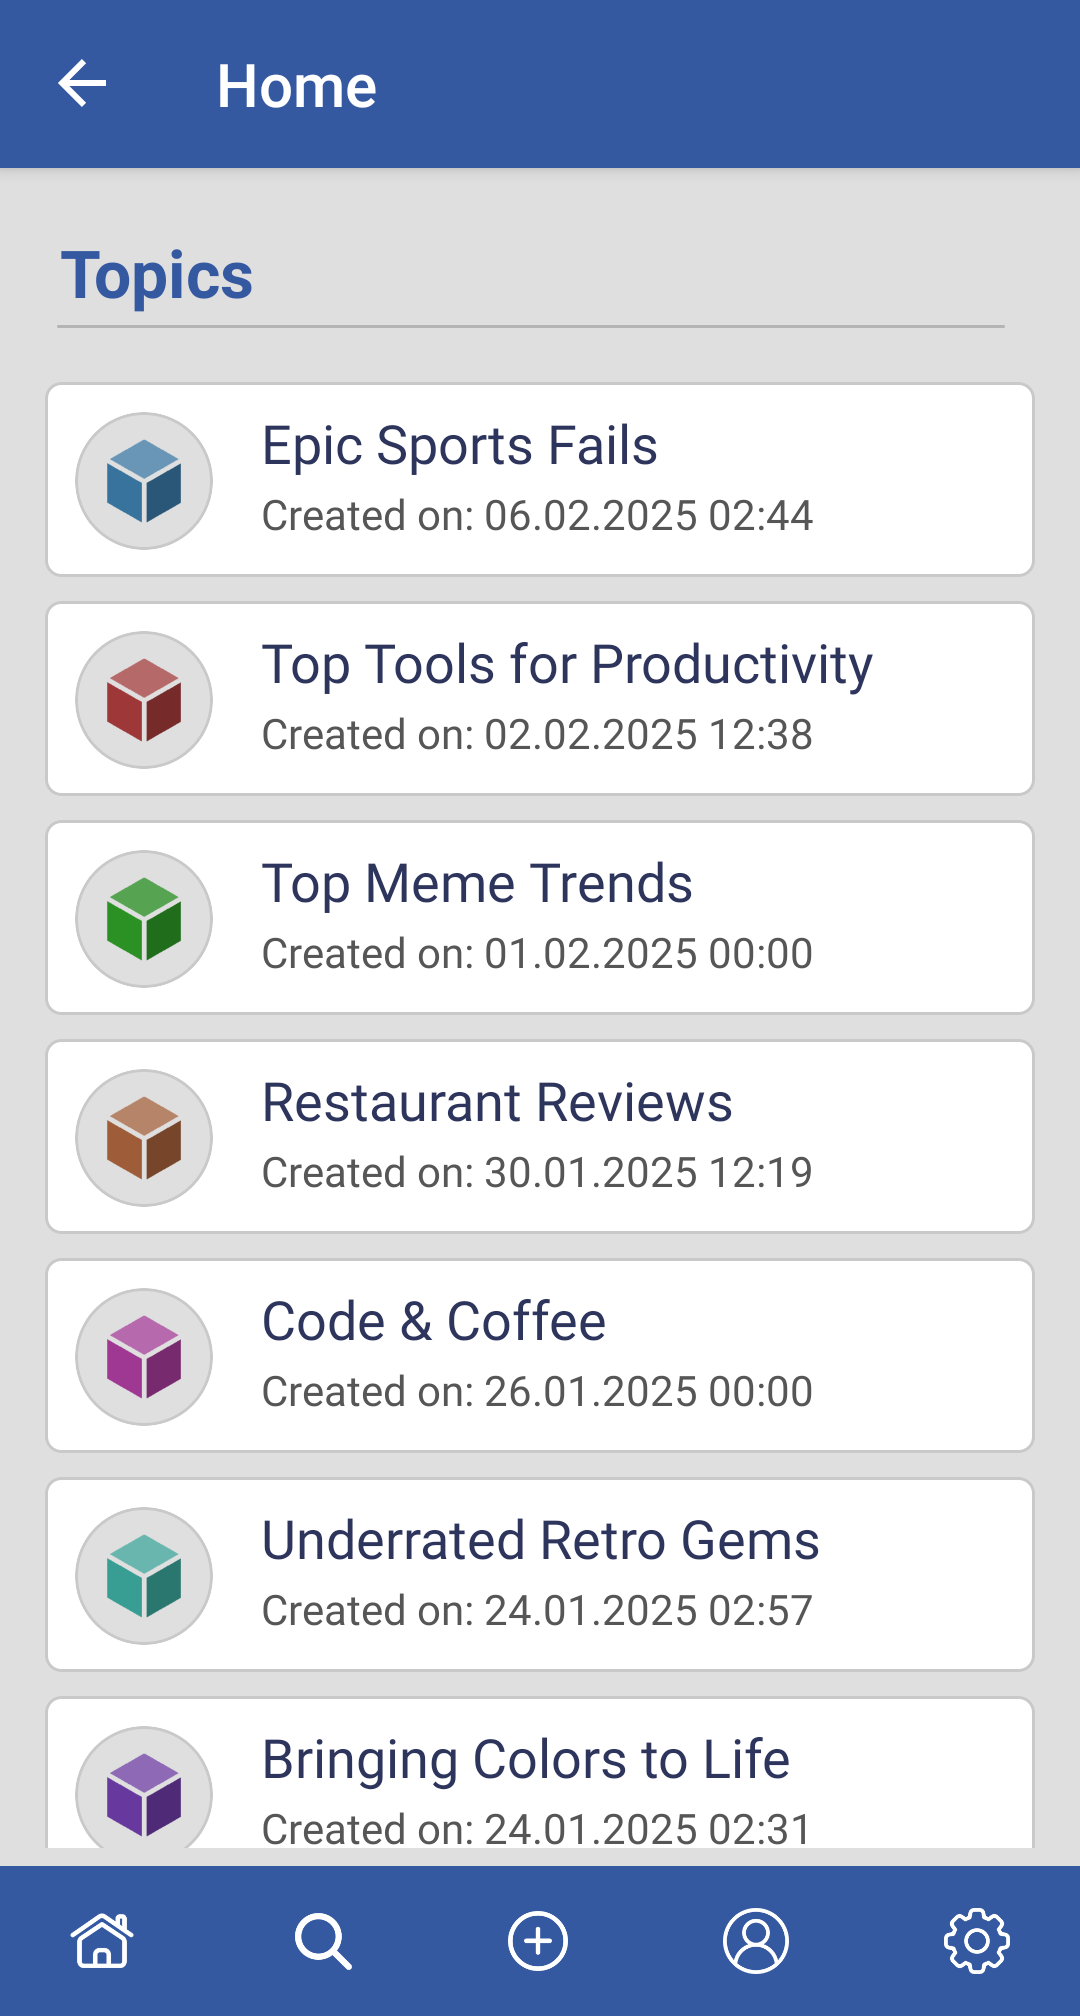 Home
Topics
Epic Sports Fails
Created on: 06.02.2025 02:44
Top Tools for Productivity
Created on: 02.02.2025 12:38
Top Meme Trends
Created on: 01.02.2025 00:00
Restaurant Reviews
Created on: 30.01.2025 12:19
Code & Coffee
Created on: 26.01.2025 00:00
Underrated Retro Gems
Created on: 24.01.2025 02:57
Bringing Colors to Life
Created on: 24.01.2025 02:31